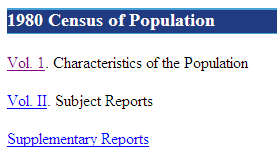 1980 Census of Population
Vol. 1. Characteristics of the Population
Vol. II. Subject Reports
Supplementary Reports